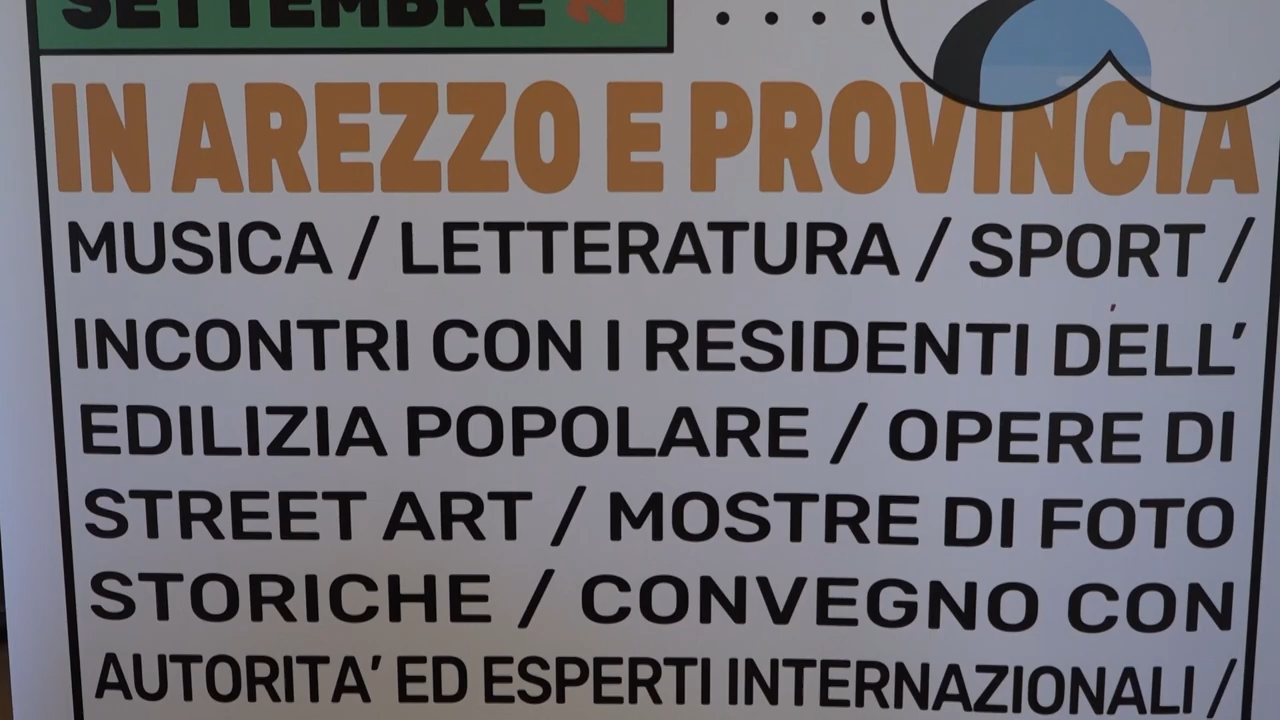 SETTEMBRE
IN AREZZO E PROVINCIA
MUSICA / LETTERATURA / SPORT /
INCONTRI CON I RESIDENTI DELL'
EDILIZIA POPOLARE / OPERE DI
STREET ART / MOSTRE DI FOTO
STORICHE / CONVEGNO CON
AUTORITA' ED ESPERTI INTERNAZIONALI /